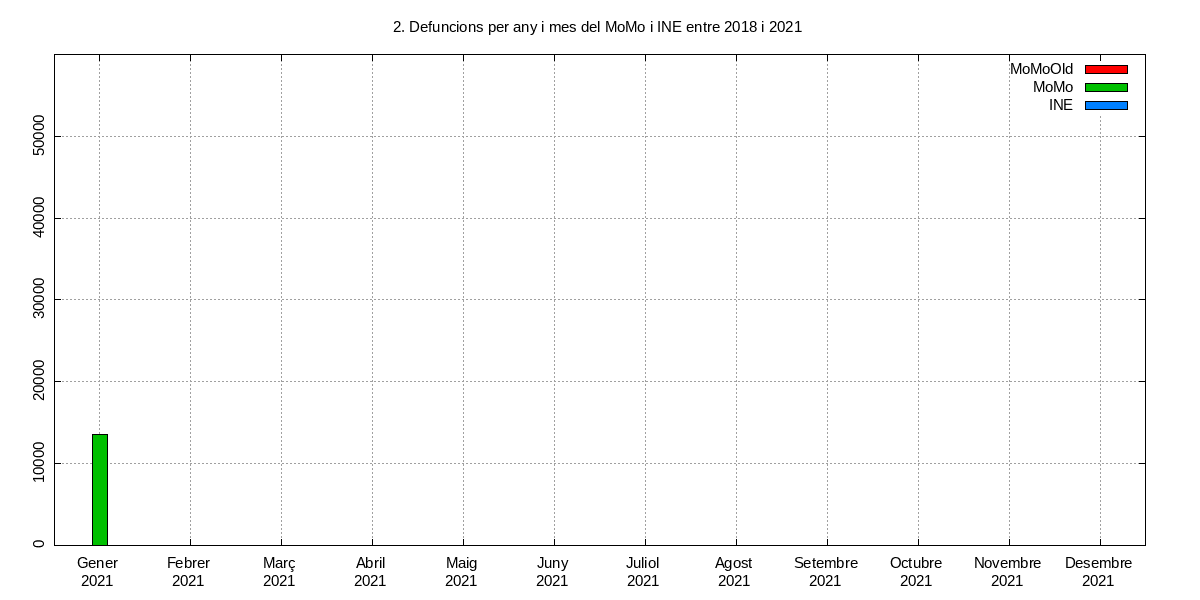 2. Defuncions per any i mes del MoMo i INE entre 2018 i 2021
MoMoOld
MoMo
INE
50000
40000
30000
20000
10000
0
Gener Febrer Març Abril Maig Juny Juliol Agost Setembre Octubre Novembre Desembre
2021 2021 2021 2021 2021 2021 2021 2021 2021 2021 2021 2021